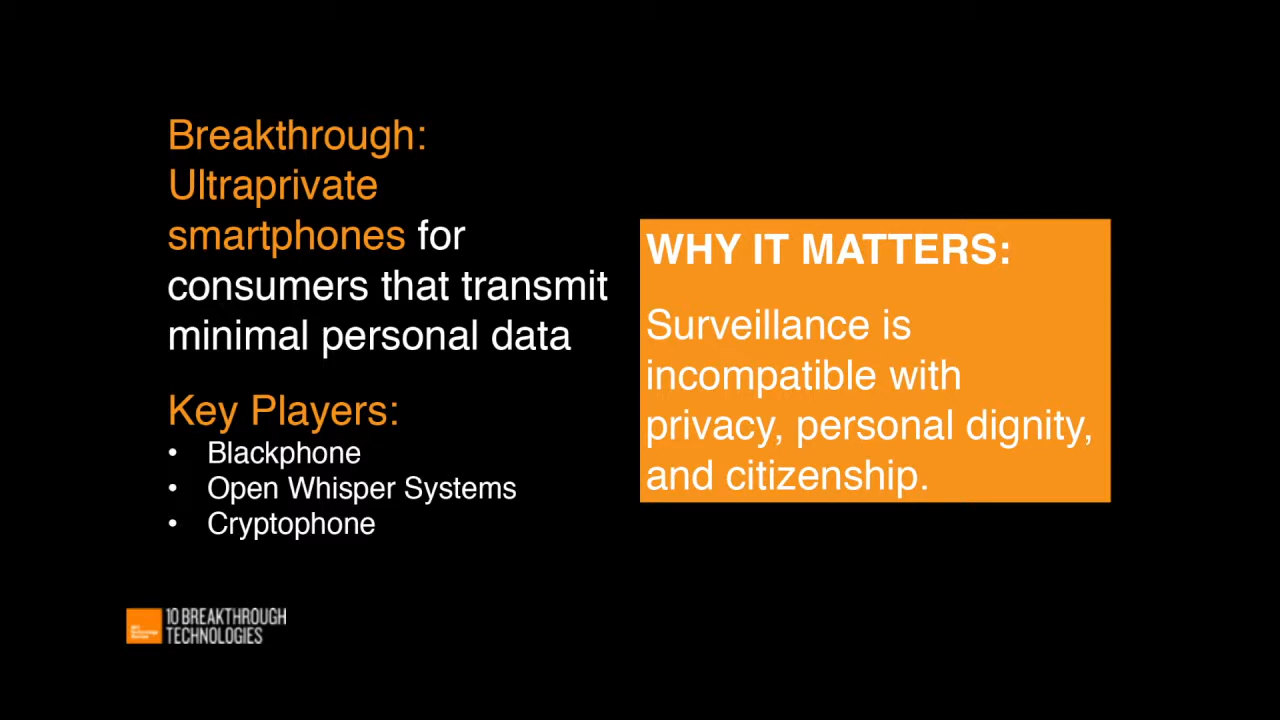 Breakthrough:
Ultraprivate
smartphones for
consumers that transmit
minimal personal data
Key Players:
• Blackphone
• Open Whisper Systems
• Cryptophone
WHY IT MATTERS:
Surveillance is
incompatible with
privacy, personal dignity,
and citizenship.
10 BREAKTHROUGH
TECHNOLOGIES